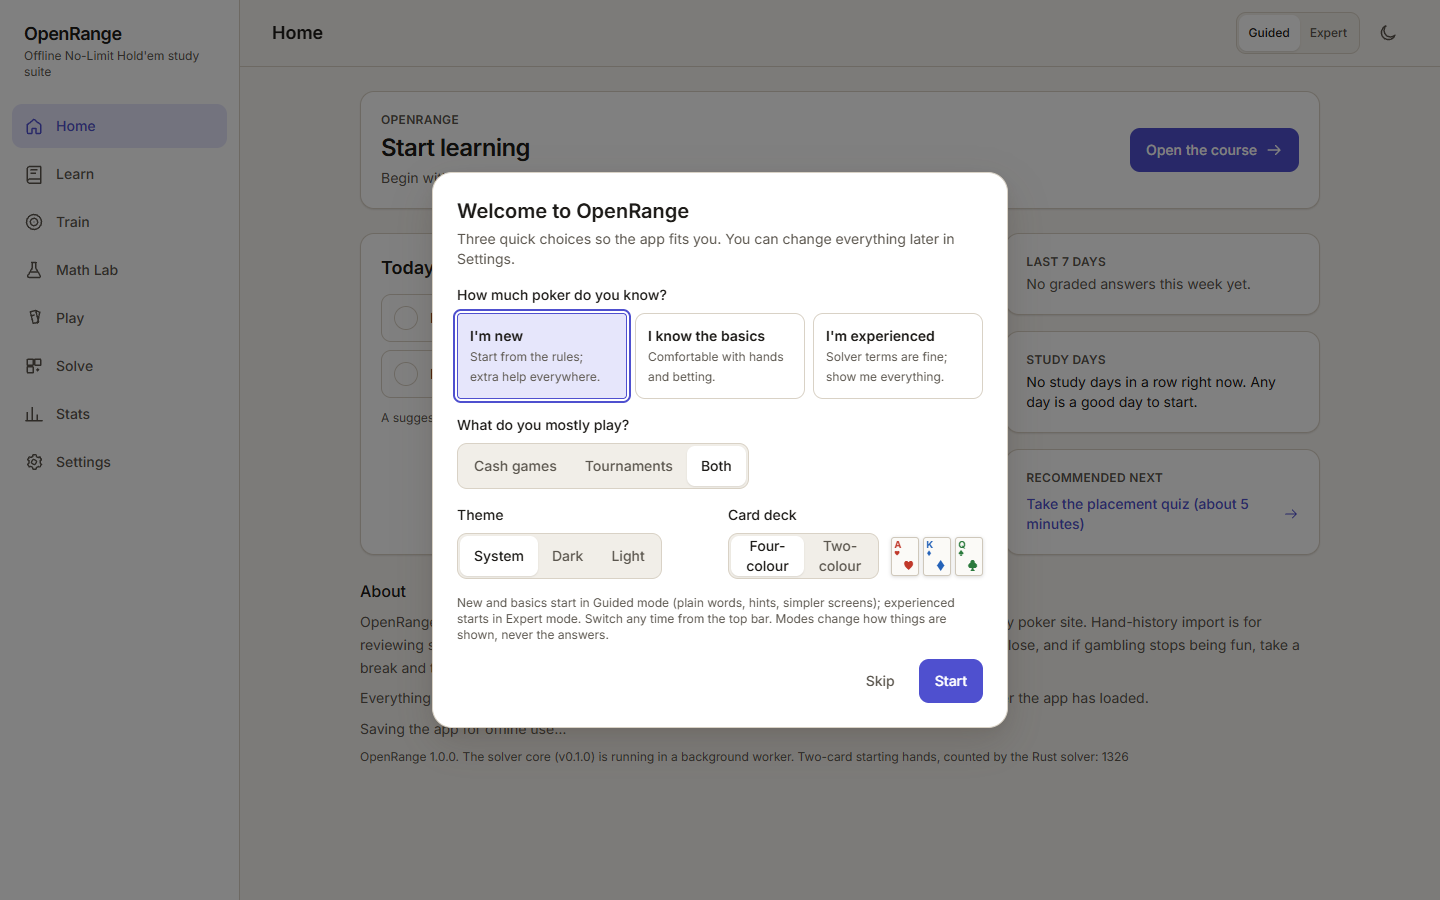 OpenRange
Offline No-Limit Hold'em study
suite
Home
Learn
Train
Math Lab
Play
Solve
Stats
Settings
Home
Guided
Expert
OPENRANGE
Start learning
Begin
Open the course
Today
A
LAST 7 DAYS
No graded answers this week yet.
STUDY DAYS
No study days in a row right now. Any
day is a good day to start.
RECOMMENDED NEXT
Take the placement quiz (about 5
minutes)
Welcome to OpenRange
Three quick choices so the app fits you. You can change everything later in
Settings.
How much poker do you know?
I'm new
Start from the rules;
extra help everywhere.
I know the basics
Comfortable with hands
and betting.
I'm experienced
Solver terms are fine;
show me everything.
What do you mostly play?
Cash games
Tournaments
Both
Theme
System
Dark
Light
Card deck
Four-
colour
Two-
colour
A
K
Q
New and basics start in Guided mode (plain words, hints, simpler screens); experienced
starts in Expert mode. Switch any time from the top bar. Modes change how things are
shown, never the answers.
Skip
Start
About
OpenRange
poker site. Hand-history import is for
reviewing
lose, and if gambling stops being fun, take a
break and
Everything
the app has loaded.
Saving the app for offline use...
OpenRange 1.0.0. The solver core (v0.1.0) is running in a background worker. Two-card starting hands, counted by the Rust solver: 1326